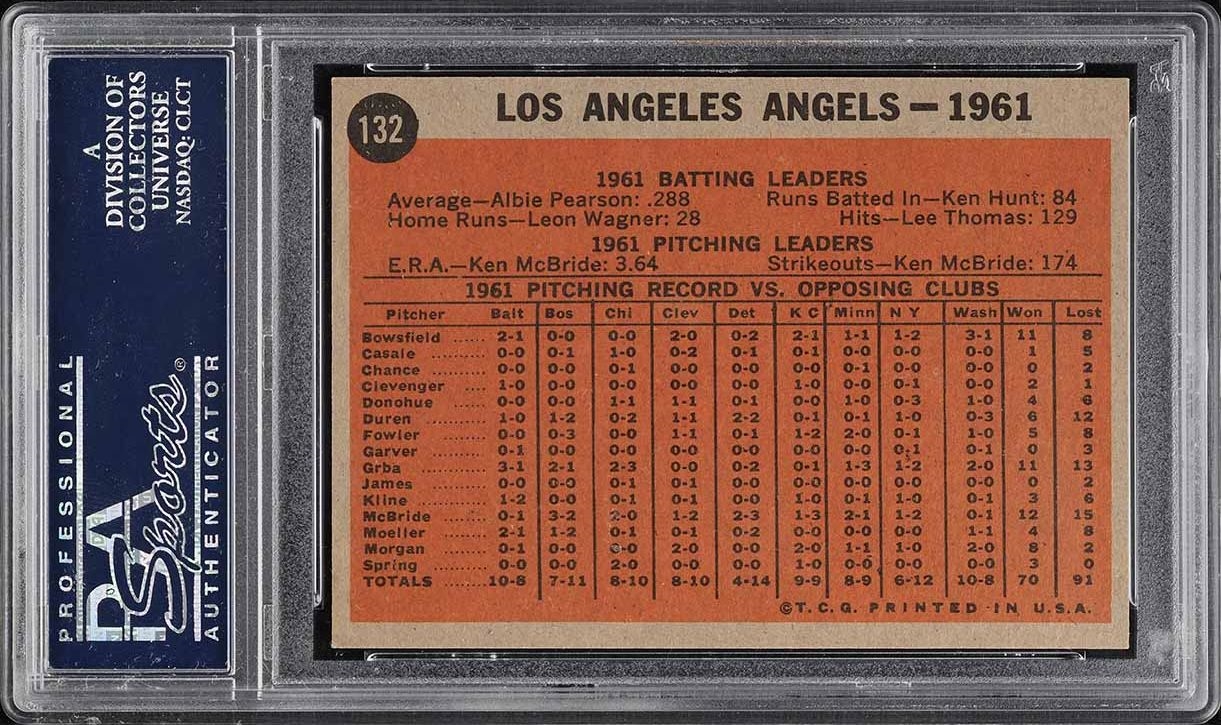 A
DIVISION OF
COLLECTORS
UNIVERSE
NASDAQ: CLCT
PROFESSIONAL
PSA
Sports®
AUTHENTICATOR
132
LOS ANGELES ANGELS—1961
1961 BATTING LEADERS
Average—Albie Pearson: .288 Runs Batted In—Ken Hunt: 84
Home Runs—Leon Wagner: 28 Hits—Lee Thomas: 129
1961 PITCHING LEADERS
E.R.A.—Ken McBride: 3.64 Strikeouts—Ken McBride: 174
1961 PITCHING RECORD VS. OPPOSING CLUBS
Pitcher Balt Bos Chi Clev Det K C Minn N Y Wash Won Lost
Bowsfield ...... 2-1 0-0 0-0 2-0 0-2 2-1 1-1 1-2 3-1 11 8
Casale ......... 0-0 0-1 1-0 0-2 0-1 0-1 0-0 0-0 0-0 1 5
Chance ......... 0-0 0-0 0-1 0-0 0-0 0-0 0-1 0-0 0-0 0 2
Clevenger .... 1-0 0-0 0-0 0-0 0-0 1-0 0-0 0-1 0-0 2 1
Donohue ...... 0-0 0-0 1-1 1-1 0-1 0-0 1-0 0-3 1-0 4 6
Duren ......... 1-0 1-2 0-2 1-1 2-2 0-1 0-1 1-0 0-3 6 12
Fowler ......... 0-0 0-3 0-0 1-1 0-1 1-2 2-0 0-1 1-0 5 8
Garver ......... 0-1 0-0 0-0 0-0 0-0 0-0 0-0 0-1 0-1 0 3
Grba ......... 3-1 2-1 2-3 0-0 0-2 0-1 1-3 1-2 2-0 11 13
James ......... 0-0 0-0 0-1 0-1 0-0 0-0 0-0 0-0 0-0 0 2
Kline ......... 1-2 0-0 0-1 0-1 0-0 1-0 0-1 1-0 0-1 3 6
McBride ....... 0-1 3-2 2-0 1-2 2-3 1-3 2-1 1-2 0-1 12 15
Moeller ....... 2-1 1-2 0-1 0-1 0-2 0-0 0-0 0-0 1-1 4 8
Morgan ......... 0-1 0-0 0-0 2-0 0-0 2-0 1-1 1-0 2-0 8 2
Spring ......... 0-0 0-0 2-0 0-0 0-0 1-0 0-0 0-0 0-0 3 0
TOTALS ....... 10-8 7-11 8-10 8-10 4-14 9-9 8-9 6-12 10-8 70 91
©T.C.G. PRINTED IN U.S.A.